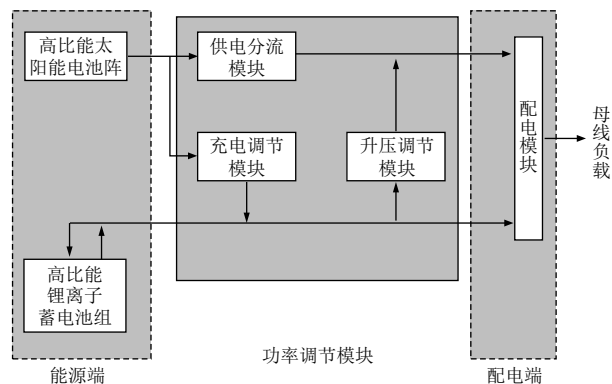 高比能太
阳能电池阵
供电分流
模块
充电调节
模块
升压调节
模块
配电模块
母线负载
高比能
锂离子
蓄电池组
功率调节模块
能源端
配电端